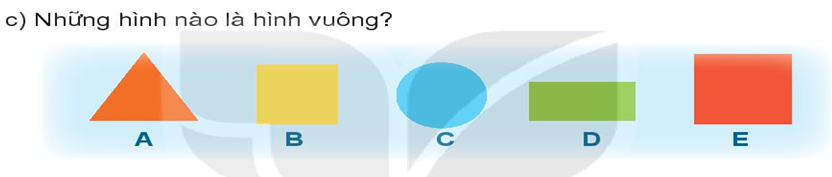 c) Những hình nào là hình vuông?
A B C D E